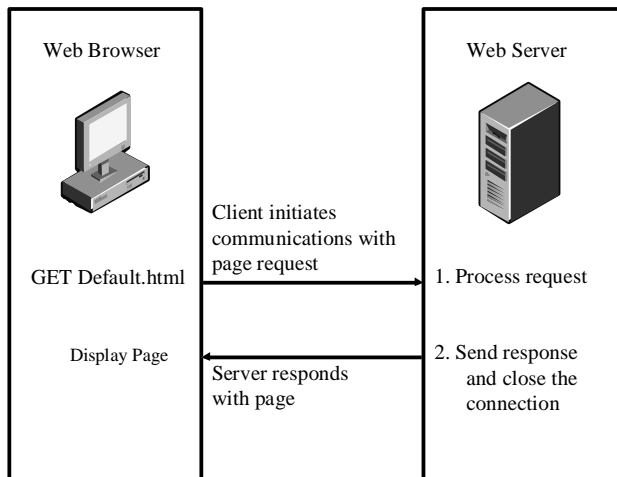 Web Browser
Web Server
Client initiates
communications with
page request
GET Default.html
1. Process request
Display Page
2. Send response
and close the
connection
Server responds
with page